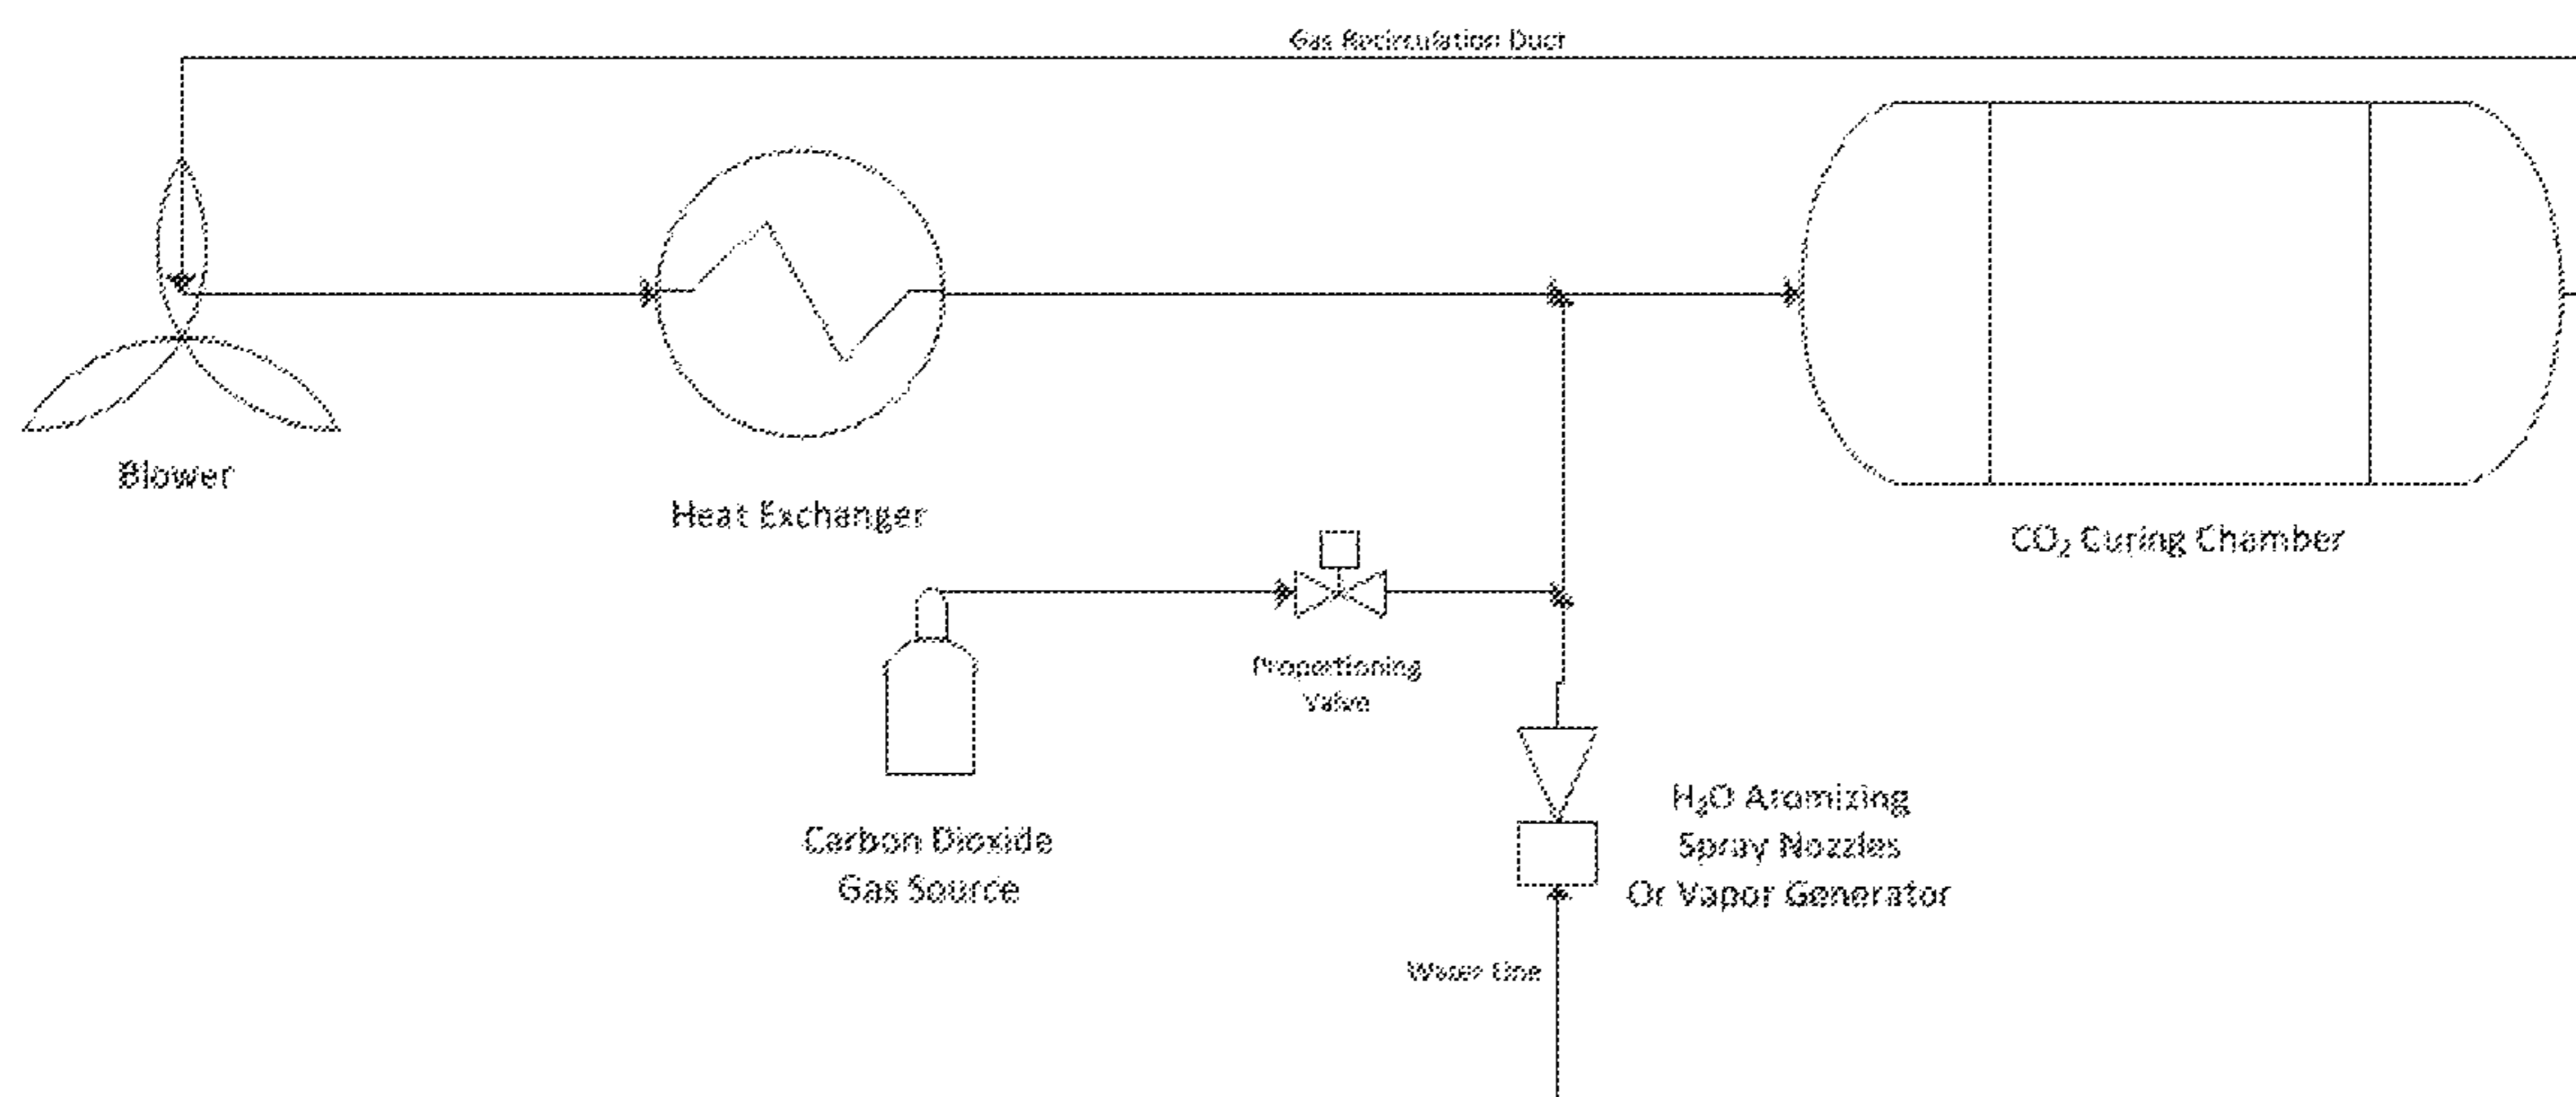 Gas Recirculation Duct
Blower
Heat Exchanger
CO₂ Curing Chamber
Proportioning
Valve
Carbon Dioxide
Gas Source
H₂O Atomizing
Spray Nozzles
Or Vapor Generator
Water Line